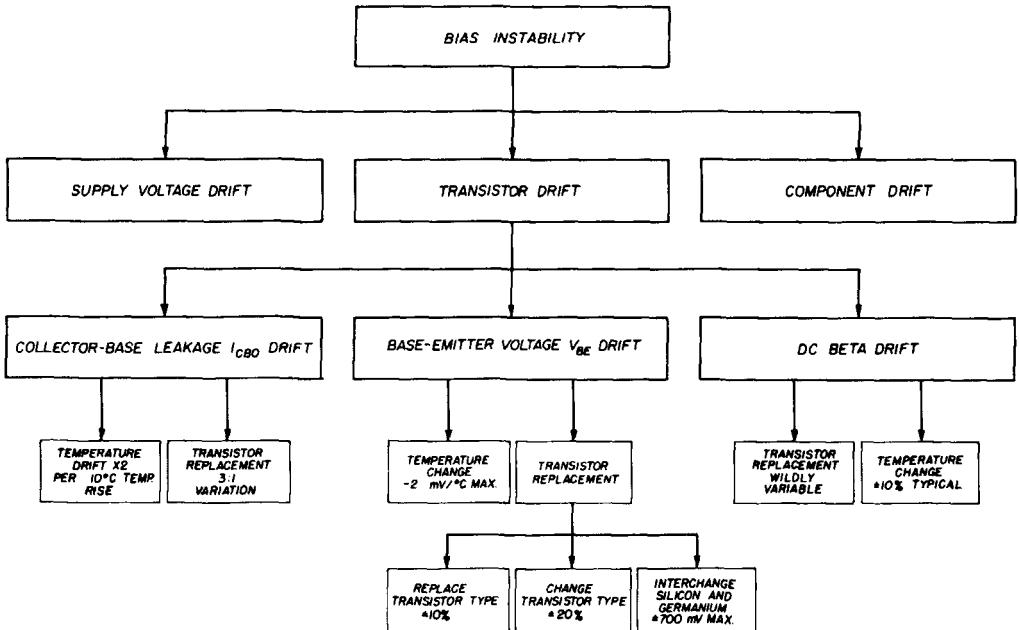 BIAS INSTABILITY
SUPPLY VOLTAGE DRIFT
TRANSISTOR DRIFT
COMPONENT DRIFT
COLLECTOR-BASE LEAKAGE I_CBO DRIFT
BASE-EMITTER VOLTAGE V_BE DRIFT
DC BETA DRIFT
TEMPERATURE
DRIFT X2
PER 10°C TEMP.
RISE
TRANSISTOR
REPLACEMENT
3:1
VARIATION
TEMPERATURE
CHANGE
-2 mV/°C MAX.
TRANSISTOR
REPLACEMENT
TRANSISTOR
REPLACEMENT
WILDLY
VARIABLE
TEMPERATURE
CHANGE
±10% TYPICAL
REPLACE
TRANSISTOR TYPE
±10%
CHANGE
TRANSISTOR TYPE
±20%
INTERCHANGE
SILICON AND
GERMANIUM
±700 mV MAX.